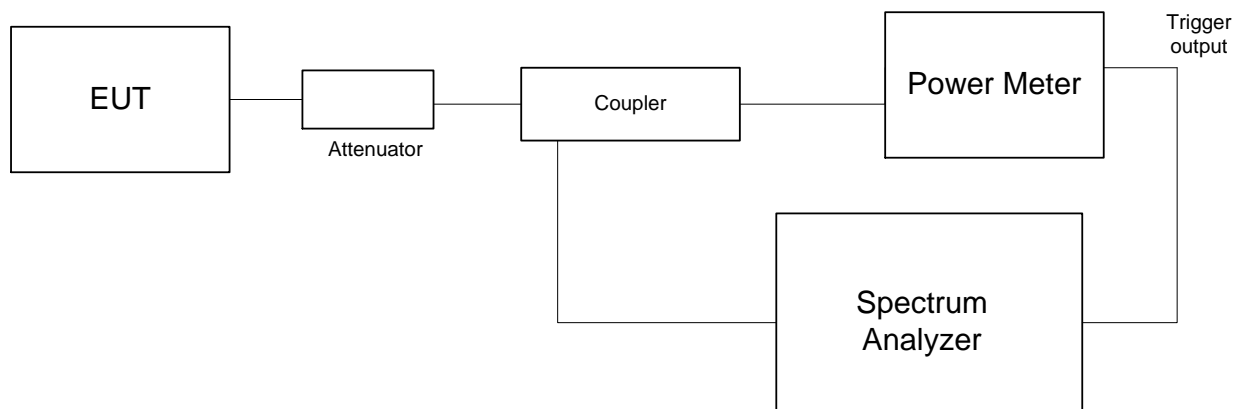 EUT
Attenuator
Coupler
Power Meter
Trigger
output
Spectrum
Analyzer